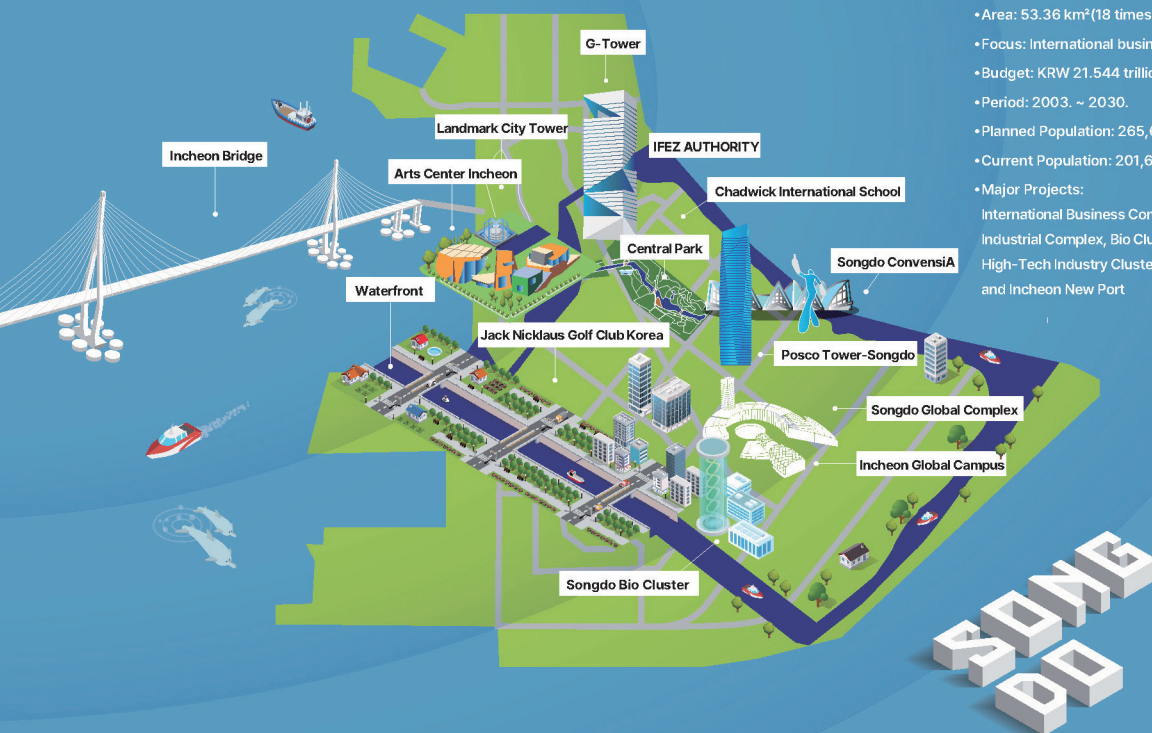 •Area: 53.36 km²(18 times
•Focus: International busin
•Budget: KRW 21.544 trillio
•Period: 2003. ~ 2030.
•Planned Population: 265,6
•Current Population: 201,6
•Major Projects:
International Business Con
Industrial Complex, Bio Clu
High-Tech Industry Cluste
and Incheon New Port
G-Tower
Landmark City Tower
IFEZ AUTHORITY
Incheon Bridge
Arts Center Incheon
Chadwick International School
Central Park
Songdo ConvensiA
Waterfront
Jack Nicklaus Golf Club Korea
Posco Tower-Songdo
Songdo Global Complex
Incheon Global Campus
Songdo Bio Cluster
SONG
DO